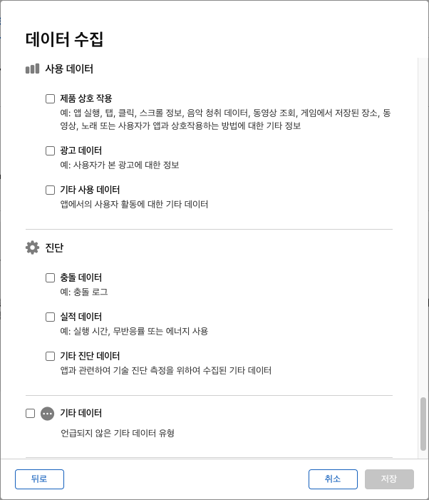 데이터 수집
사용 데이터
제품 상호 작용
예: 앱 실행, 탭, 클릭, 스크롤 정보, 음악 청취 데이터, 동영상 조회, 게임에서 저장된 장소, 동
영상, 노래 또는 사용자가 앱과 상호작용하는 방법에 대한 기타 정보
광고 데이터
예: 사용자가 본 광고에 대한 정보
기타 사용 데이터
앱에서의 사용자 활동에 대한 기타 데이터
진단
충돌 데이터
예: 충돌 로그
실적 데이터
예: 실행 시간, 무반응률 또는 에너지 사용
기타 진단 데이터
앱과 관련하여 기술 진단 측정을 위하여 수집된 기타 데이터
기타 데이터
언급되지 않은 기타 데이터 유형
뒤로
취소
저장